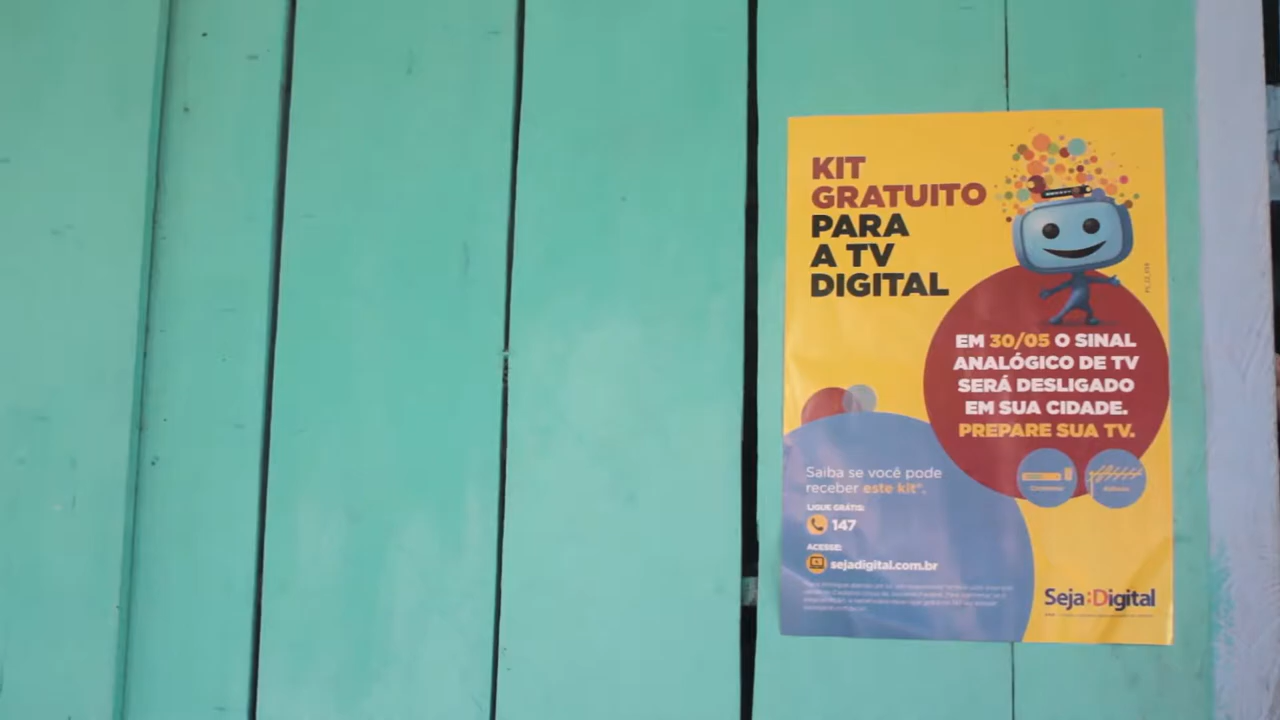 KIT
GRATUITO
PARA
A TV
DIGITAL
EM 30/05 O SINAL
ANALÓGICO DE TV
SERÁ DESLIGADO
EM SUA CIDADE.
PREPARE SUA TV.
Saiba se você pode
receber este kit*.
LIGUE GRÁTIS:
147
ACESSE:
sejadigital.com.br
Seja:Digital